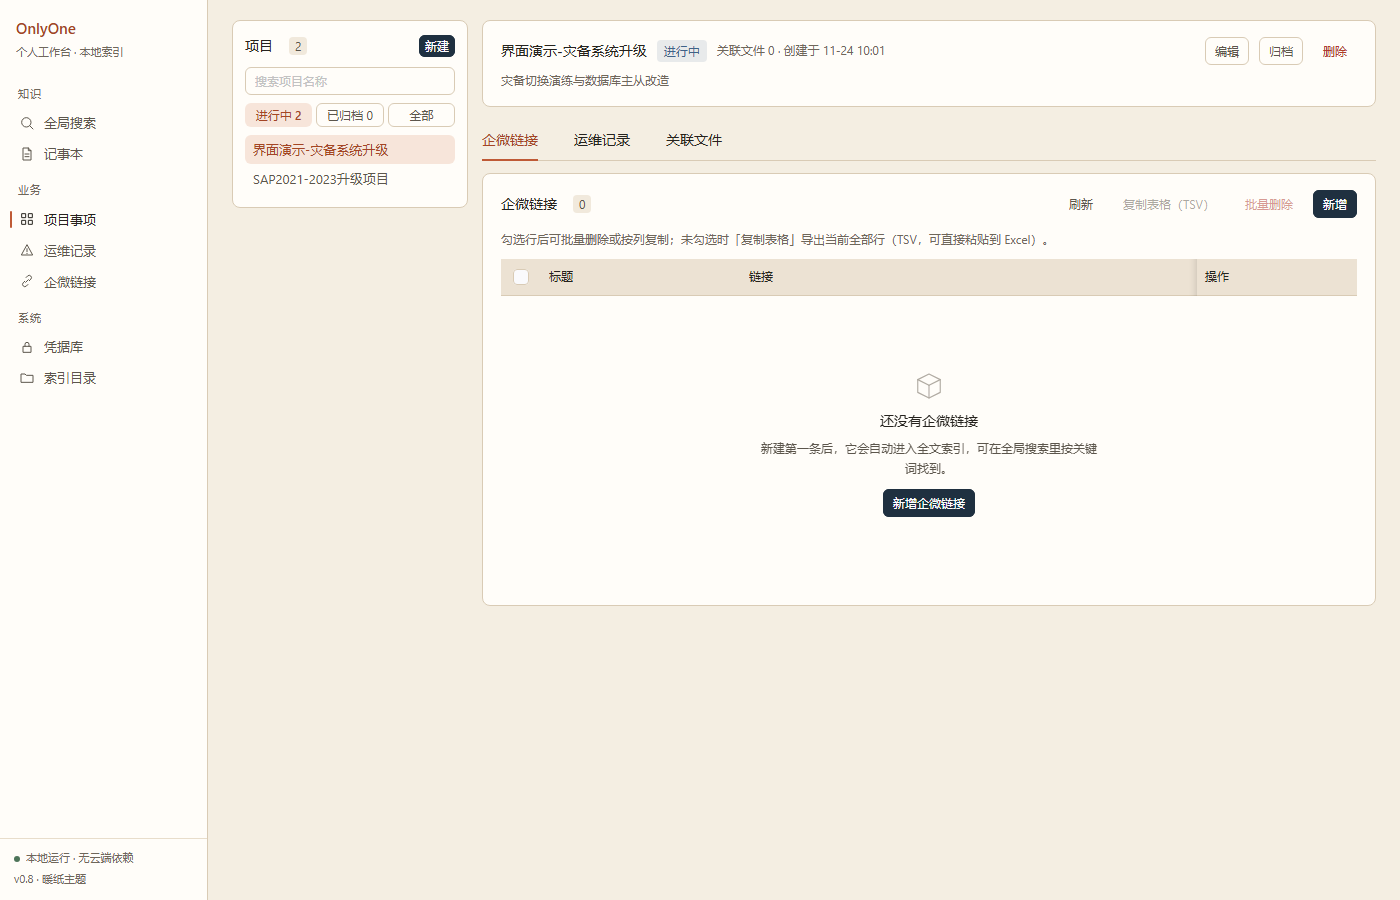 OnlyOne
个人工作台 · 本地索引
知识
全局搜索
记事本
业务
项目事项
运维记录
企微链接
系统
凭据库
索引目录
本地运行 · 无云端依赖
v0.8 · 暖纸主题
项目 2 新建
搜索项目名称
进行中 2 已归档 0 全部
界面演示-灾备系统升级
SAP2021-2023升级项目
界面演示-灾备系统升级 进行中 关联文件 0 · 创建于 11-24 10:01 编辑 归档 删除
灾备切换演练与数据库主从改造
企微链接 运维记录 关联文件
企微链接 0 刷新 复制表格（TSV） 批量删除 新增
勾选行后可批量删除或按列复制；未勾选时「复制表格」导出当前全部行（TSV，可直接粘贴到 Excel）。
标题 链接 操作
还没有企微链接
新建第一条后，它会自动进入全文索引，可在全局搜索里按关键
词找到。
新增企微链接